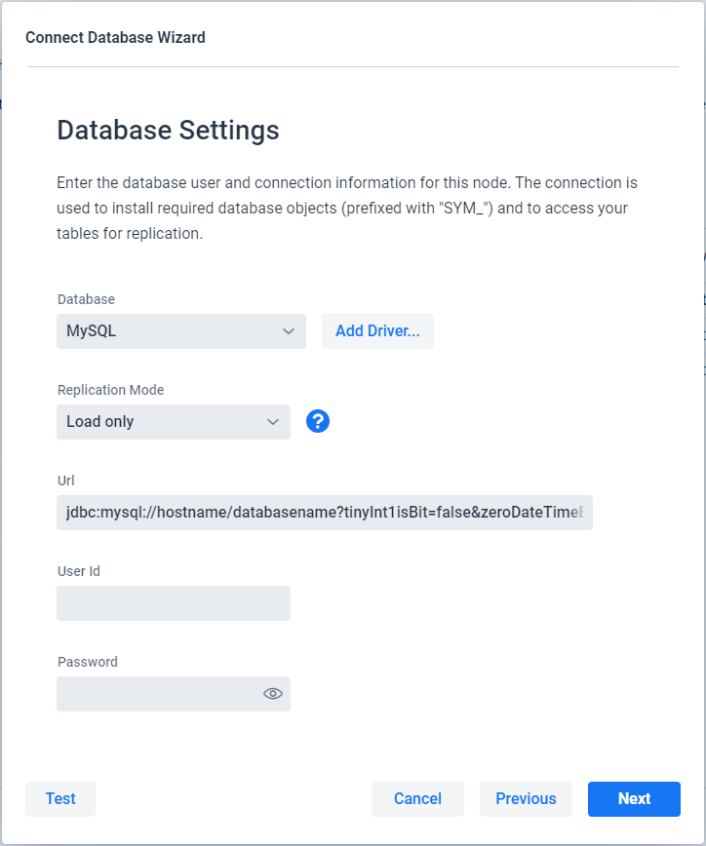 Connect Database Wizard
Database Settings
Enter the database user and connection information for this node. The connection is
used to install required database objects (prefixed with "SYM_") and to access your
tables for replication.
Database
MySQL
Add Driver...
Replication Mode
Load only
?
Url
jdbc:mysql://hostname/databasename?tinyInt1isBit=false&zeroDateTime
User Id
Password
Test
Cancel
Previous
Next